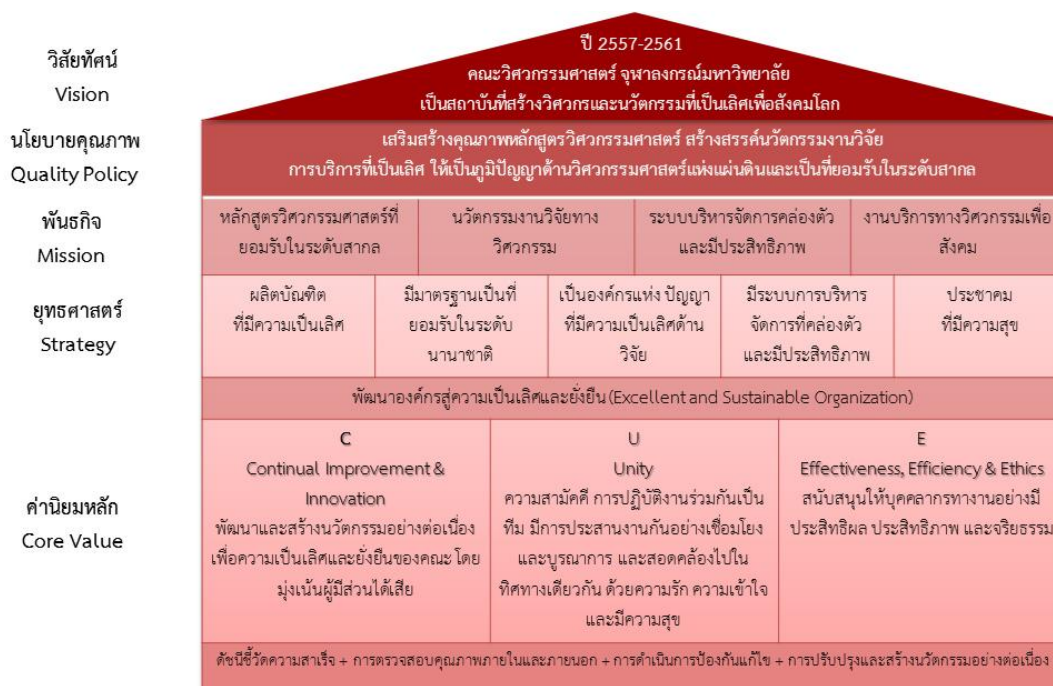 วิสัยทัศน์
Vision
ปี 2557-2561
คณะวิศวกรรมศาสตร์ จุฬาลงกรณ์มหาวิทยาลัย
เป็นสถาบันที่สร้างวิศวกรและนวัตกรรมที่เป็นเลิศเพื่อสังคมโลก
นโยบายคุณภาพ
Quality Policy
เสริมสร้างคุณภาพหลักสูตรวิศวกรรมศาสตร์ สร้างสรรค์นวัตกรรมงานวิจัย
การบริการที่เป็นเลิศ ให้เป็นภูมิปัญญาด้านวิศวกรรมศาสตร์แห่งแผ่นดินและเป็นที่ยอมรับในระดับสากล
พันธกิจ
Mission
หลักสูตรวิศวกรรมศาสตร์ที่
ยอมรับในระดับสากล
นวัตกรรมงานวิจัยทาง
วิศวกรรม
ระบบบริหารจัดการคล่องตัว
และมีประสิทธิภาพ
งานบริการทางวิศวกรรมเพื่อ
สังคม
ยุทธศาสตร์
Strategy
ผลิตบัณฑิต
ที่มีความเป็นเลิศ
มีมาตรฐานเป็นที่
ยอมรับในระดับ
นานาชาติ
เป็นองค์กรแห่ง ปัญญา
ที่มีความเป็นเลิศด้าน
วิจัย
มีระบบการบริหาร
จัดการที่คล่องตัว
และมีประสิทธิภาพ
ประชาคม
ที่มีความสุข
พัฒนาองค์กรสู่ความเป็นเลิศและยั่งยืน (Excellent and Sustainable Organization)
ค่านิยมหลัก
Core Value
C
Continual Improvement &
Innovation
พัฒนาและสร้างนวัตกรรมอย่างต่อเนื่อง
เพื่อความเป็นเลิศและยั่งยืนของคณะ โดย
มุ่งเน้นผู้มีส่วนได้เสีย
U
Unity
ความสามัคคี การปฏิบัติงานร่วมกันเป็น
ทีม มีการประสานงานกันอย่างเชื่อมโยง
และบูรณาการ และสอดคล้องไปใน
ทิศทางเดียวกัน ด้วยความรัก ความเข้าใจ
และมีความสุข
E
Effectiveness, Efficiency & Ethics
สนับสนุนให้บุคคลากรทางานอย่างมี
ประสิทธิผล ประสิทธิภาพ และจริยธรรม
ดัชนีชี้วัดความสาเร็จ + การตรวจสอบคุณภาพภายในและภายนอก + การดำเนินการป้องกันแก้ไข + การปรับปรุงและสร้างนวัตกรรมอย่างต่อเนื่อง